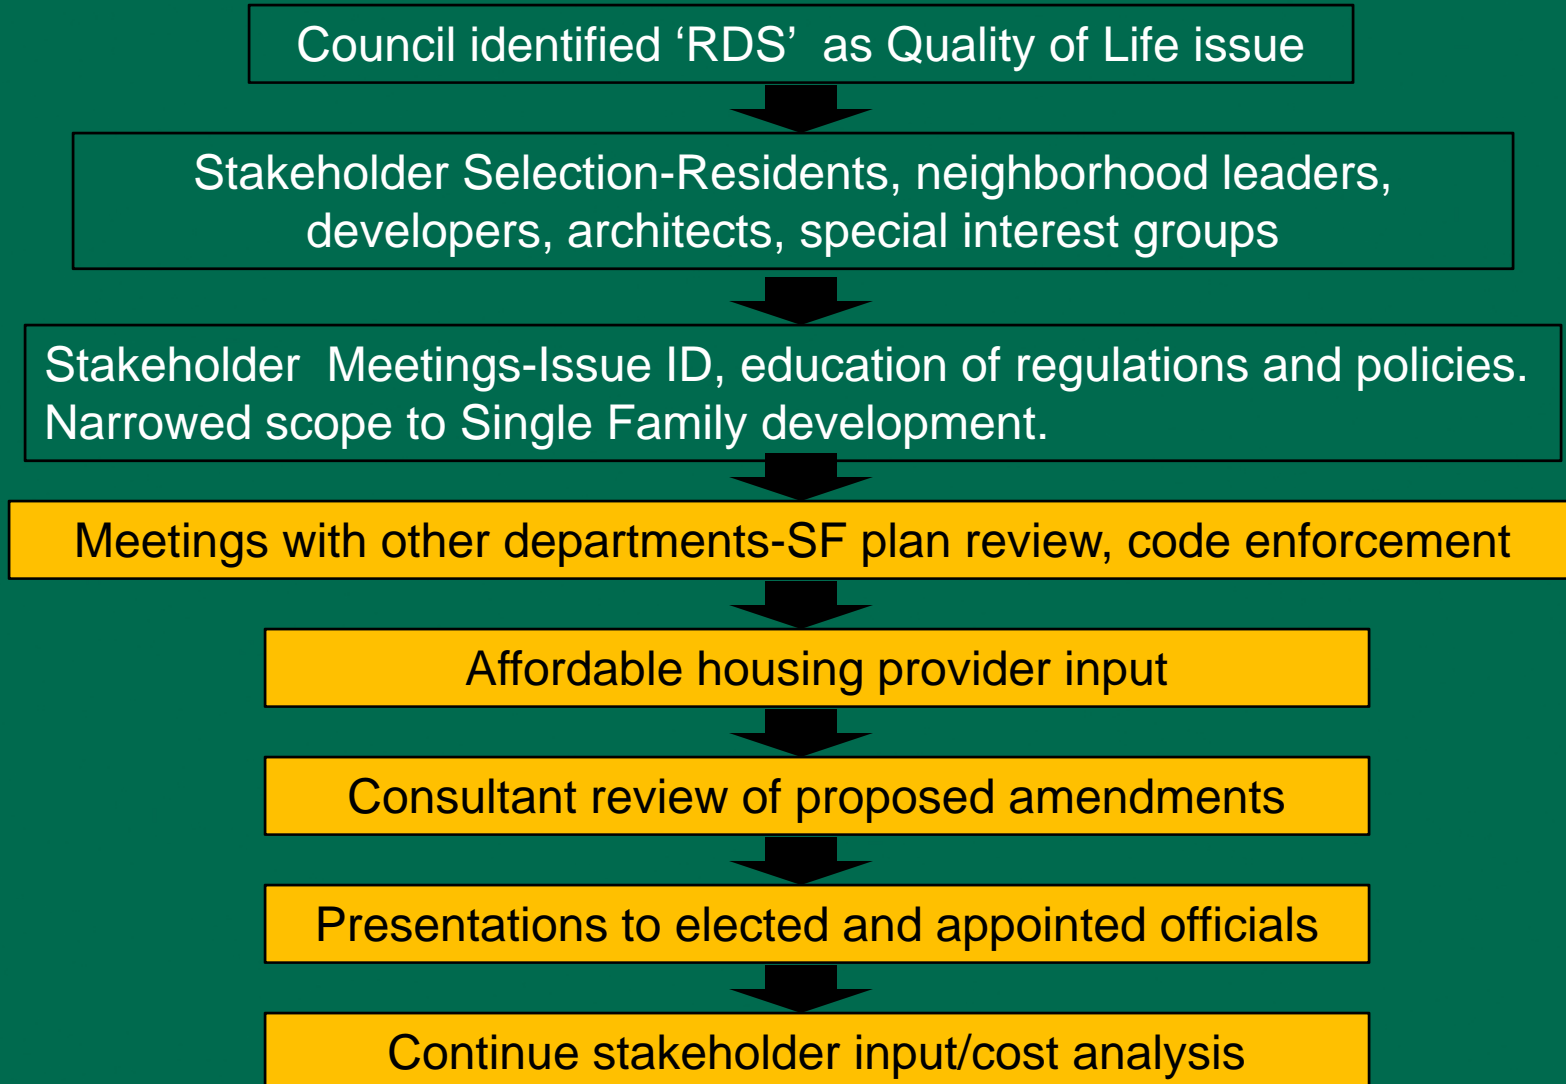 Council identified ‘RDS’  as Quality of Life issue
Stakeholder Selection-Residents, neighborhood leaders,
developers, architects, special interest groups
Stakeholder  Meetings-Issue ID, education of regulations and policies.
Narrowed scope to Single Family development.
Meetings with other departments-SF plan review, code enforcement
Affordable housing provider input
Consultant review of proposed amendments
Presentations to elected and appointed officials
Continue stakeholder input/cost analysis